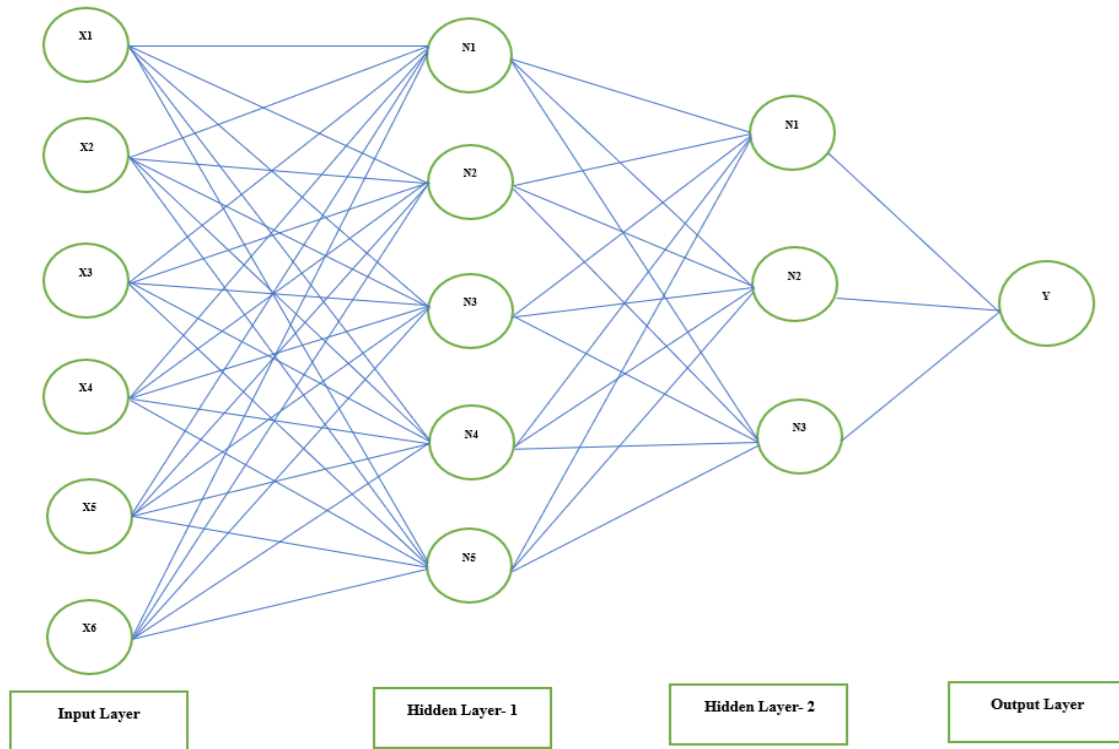 X1
X2
X3
X4
X5
X6
N1
N2
N3
N4
N5
N1
N2
N3
Y
Input Layer
Hidden Layer- 1
Hidden Layer- 2
Output Layer